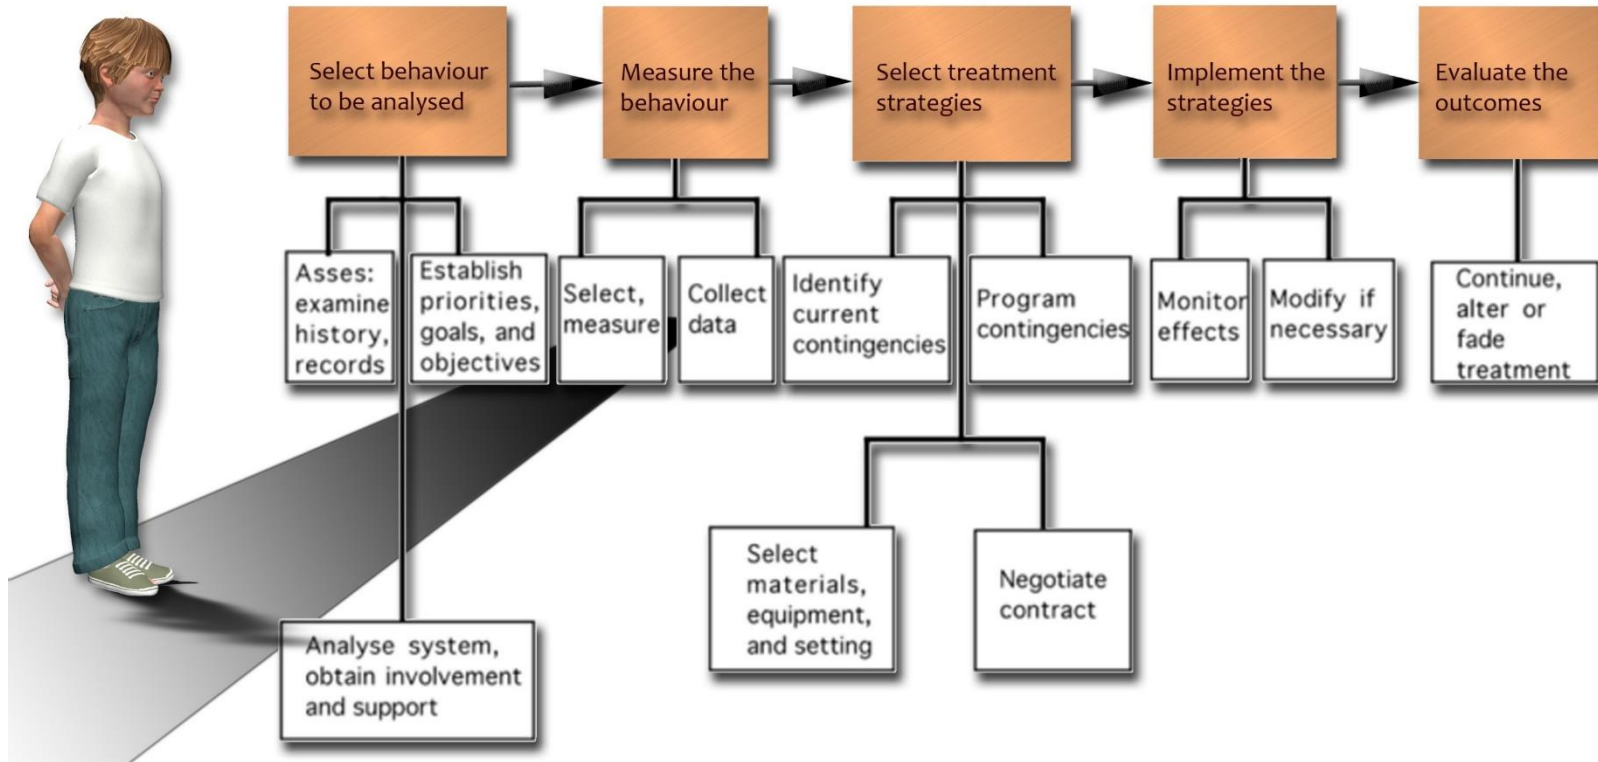 Select behaviour
to be analysed
Measure the
behaviour
Select treatment
strategies
Implement the
strategies
Evaluate the
outcomes
Asses:
examine
history,
records
Establish
priorities,
goals, and
objectives
Select,
measure
Collect
data
Identify
current
contingencies
Program
contingencies
Monitor
effects
Modify if
necessary
Continue,
alter or
fade
treatment
Select
materials,
equipment,
and setting
Negotiate
contract
Analyse system,
obtain involvement
and support